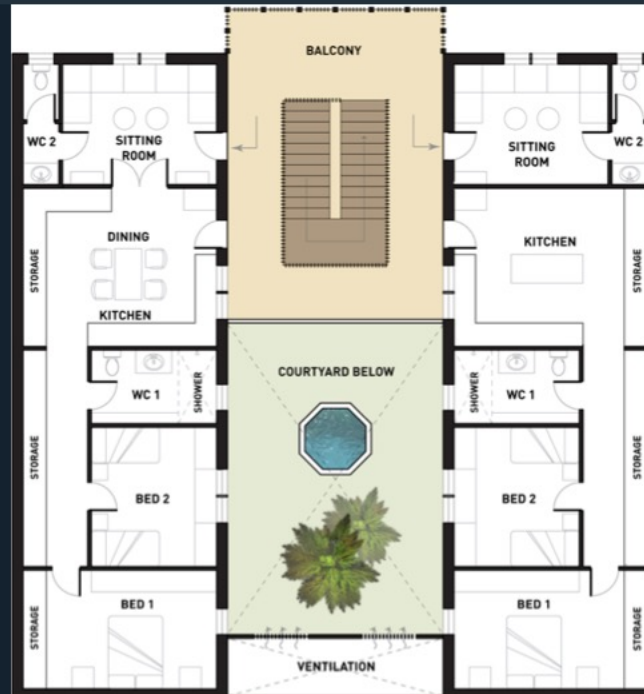 BALCONY
WC 2
SITTING
ROOM
SITTING
ROOM
WC 2
DINING
KITCHEN
STORAGE
STORAGE
KITCHEN
COURTYARD BELOW
WC 1
SHOWER
SHOWER
WC 1
STORAGE
STORAGE
BED 2
BED 2
BED 1
BED 1
STORAGE
STORAGE
VENTILATION